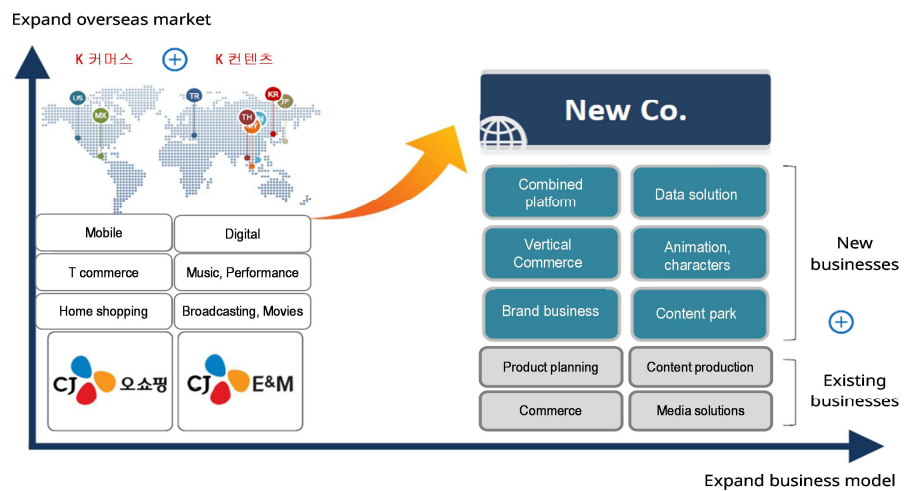 Expand overseas market
K 커머스
K 컨텐츠
US
MX
TR
TH
KR
JP
New Co.
Mobile
Digital
T commerce
Music, Performance
Home shopping
Broadcasting, Movies
CJ 오쇼핑
CJ E&M
Combined
platform
Data solution
Vertical
Commerce
Animation,
characters
Brand business
Content park
New
businesses
Product planning
Content production
Commerce
Media solutions
Existing
businesses
Expand business model